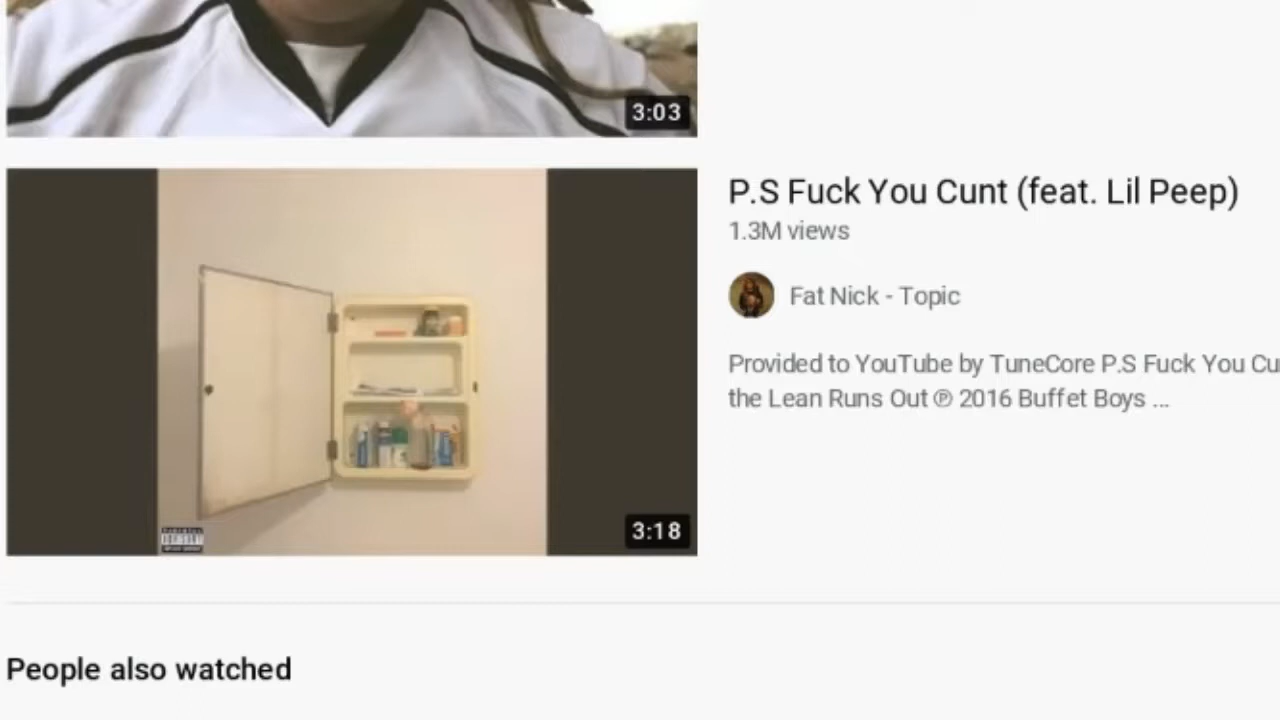 3:03
P.S Fuck You Cunt (feat. Lil Peep)
1.3M views
Fat Nick - Topic
Provided to YouTube by TuneCore P.S Fuck You Cu
the Lean Runs Out ℗ 2016 Buffet Boys ...
3:18
People also watched